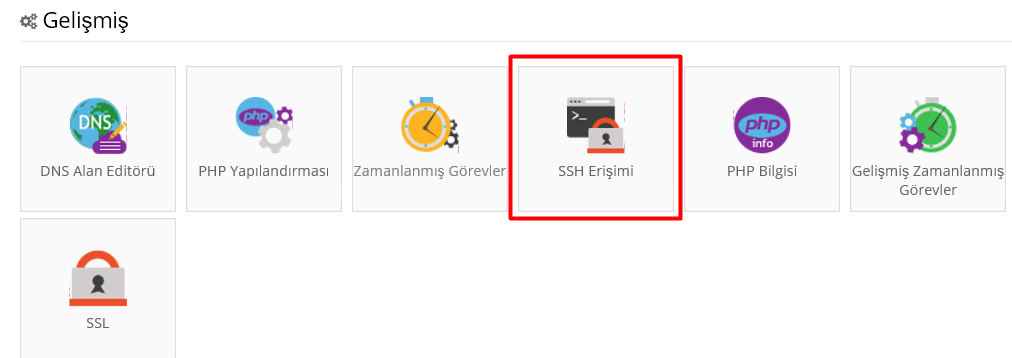 Gelişmiş
DNS
php
>_
php
info
DNS Alan Editörü
PHP Yapılandırması
Zamanlanmış Görevler
SSH Erişimi
PHP Bilgisi
Gelişmiş Zamanlanmış
Görevler
SSL